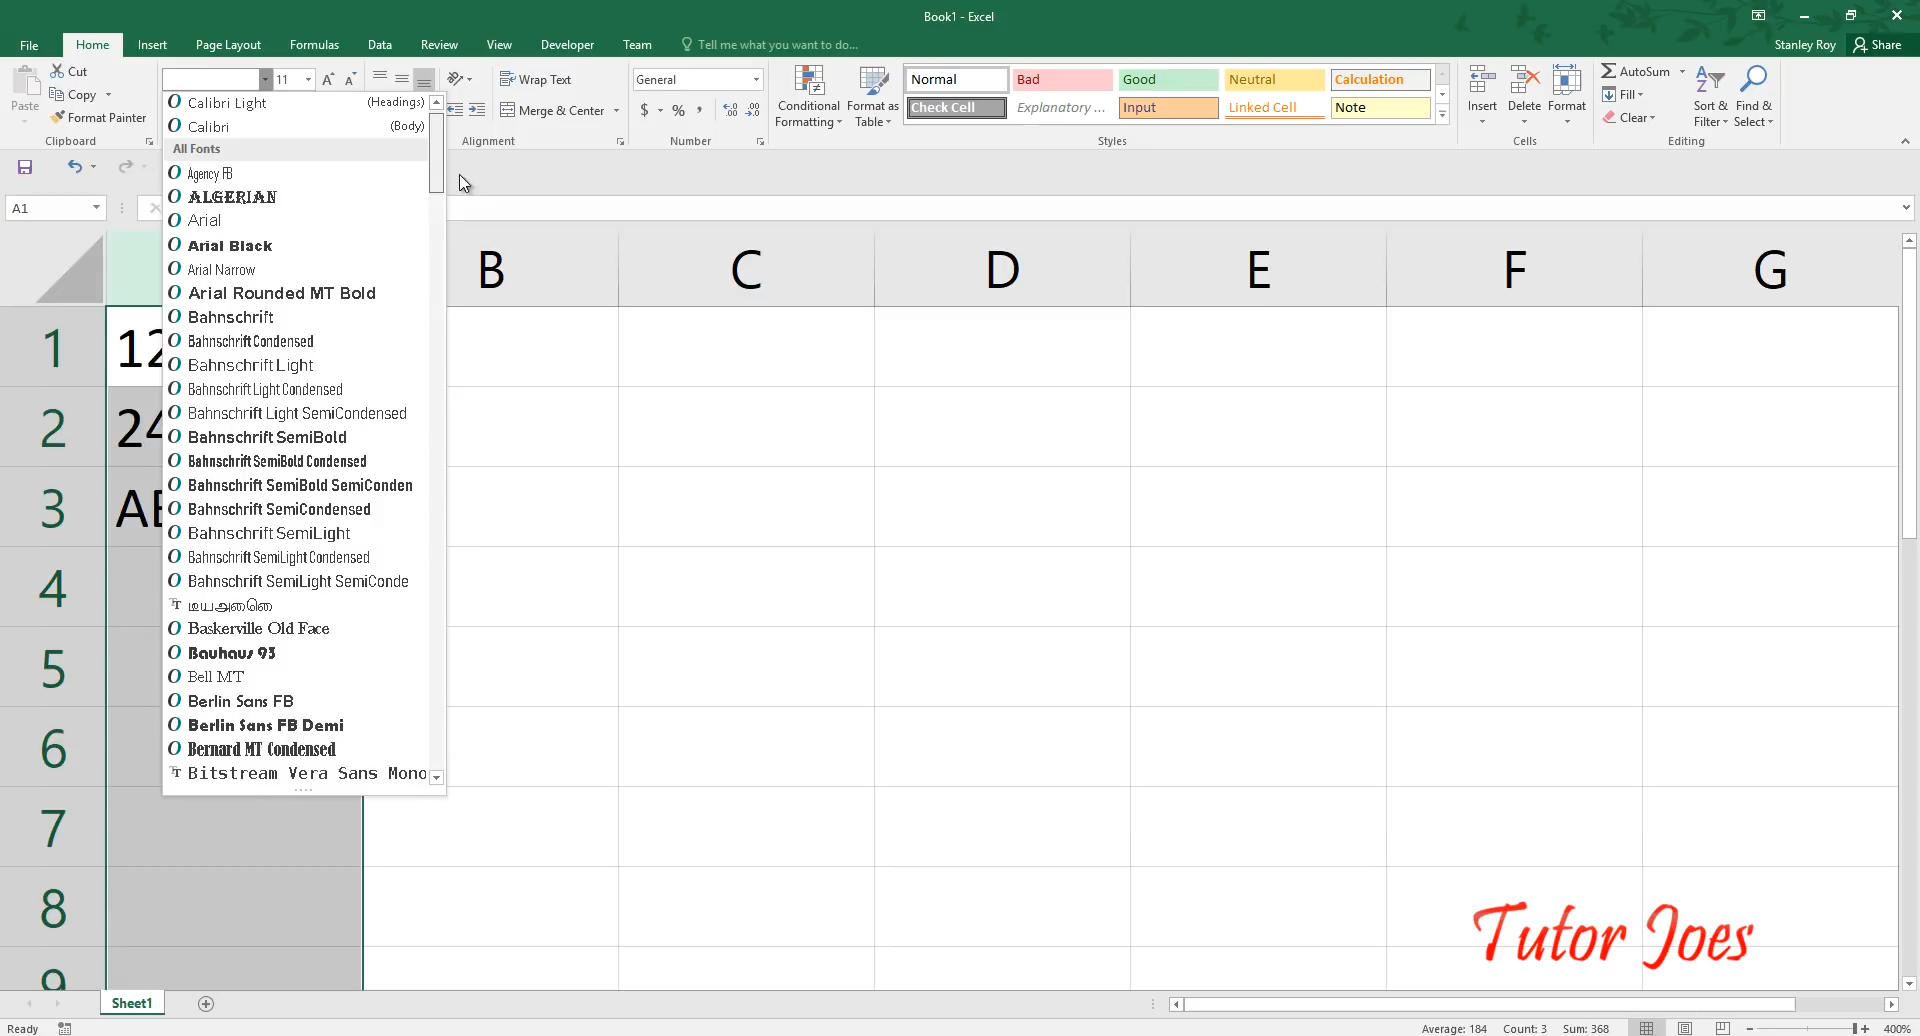 Book1 - Excel
File Home Insert Page Layout Formulas Data Review View Developer Team Tell me what you want to do... Stanley Roy Share
Paste Cut Copy Format Painter
Clipboard
11
Wrap Text
Merge & Center
Alignment
General
$ % ,
Number
Conditional Formatting
Format as Table
Normal Bad Good Neutral Calculation
Check Cell Explanatory ... Input Linked Cell Note
Styles
Insert Delete Format
Cells
AutoSum
Fill
Clear
Sort & Filter
Find & Select
Editing
Calibri Light (Headings)
Calibri (Body)
All Fonts
Agency FB
ALGERIAN
Arial
Arial Black
Arial Narrow
Arial Rounded MT Bold
Bahnschrift
Bahnschrift Condensed
Bahnschrift Light
Bahnschrift Light Condensed
Bahnschrift Light SemiCondensed
Bahnschrift SemiBold
Bahnschrift SemiBold Condensed
Bahnschrift SemiBold SemiConden
Bahnschrift SemiCondensed
Bahnschrift SemiLight
Bahnschrift SemiLight Condensed
Bahnschrift SemiLight SemiConde
Baskerville Old Face
Bauhaus 93
Bell MT
Berlin Sans FB
Berlin Sans FB Demi
Bernard MT Condensed
Bitstream Vera Sans Mono
A1
B C D E F G
1 12
2 24
3
4
5
6
7
8
9
Tutor Joes
Sheet1
Ready Average: 184 Count: 3 Sum: 368 400%